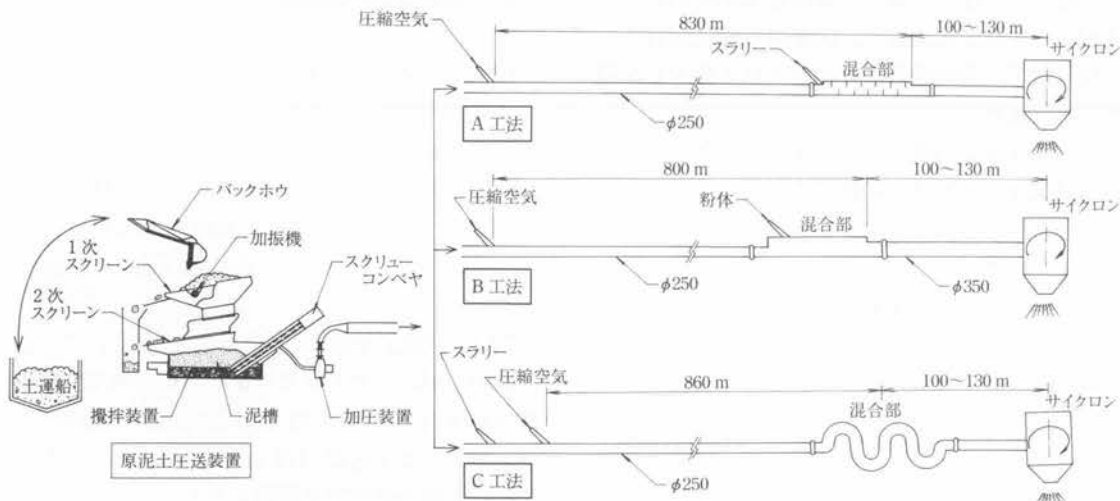 圧縮空気
830 m
100〜130 m
スラリー
混合部
サイクロン
A 工法
φ250
800 m
100〜130 m
圧縮空気
粉体
混合部
サイクロン
B 工法
φ250
φ350
スラリー
圧縮空気
860 m
100〜130 m
混合部
サイクロン
C 工法
φ250
バックホウ
加振機
1 次
スクリーン
スクリュー
コンベヤ
2 次
スクリーン
土運船
攪拌装置
泥槽
加圧装置
原泥土圧送装置